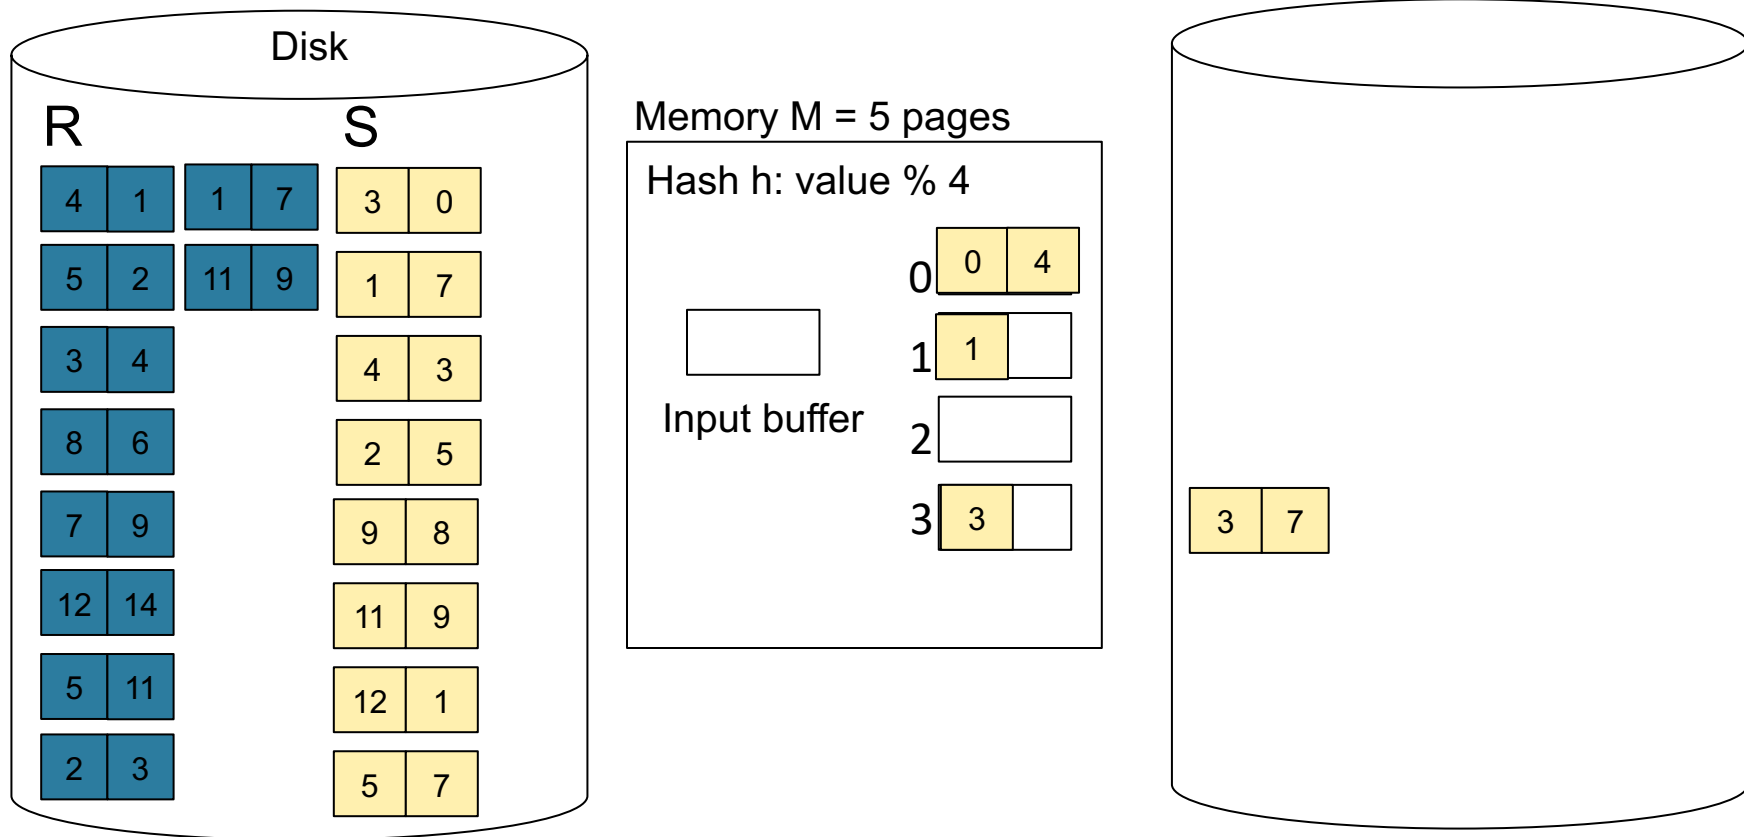 Disk
R S
4 1 1 7 3 0
5 2 11 9 1 7
3 4 4 3
8 6 2 5
7 9 9 8
12 14 11 9
5 11 12 1
2 3 5 7
Memory M = 5 pages
Hash h: value % 4
0 0 4
1 1
2
3 3
Input buffer
3 7